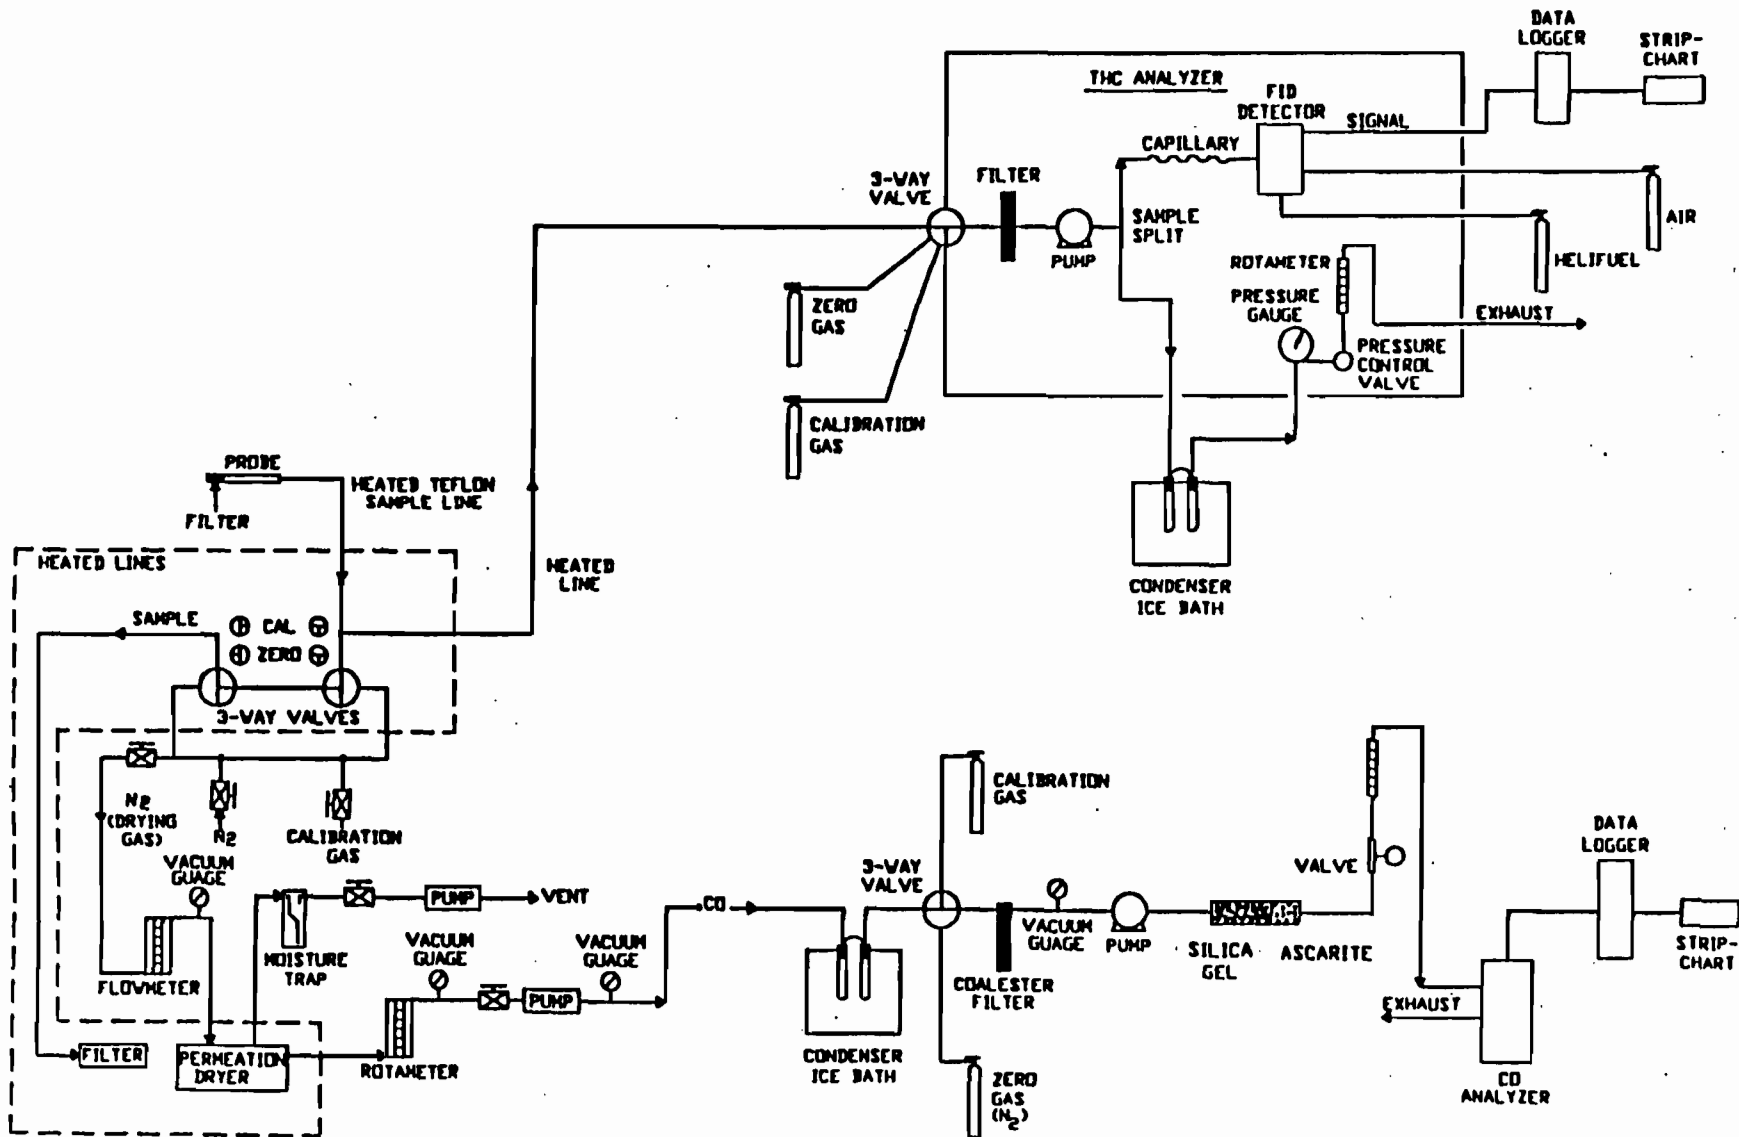 DATA
LOGGER
STRIP-
CHART
THC ANALYZER
FID
DETECTOR
SIGNAL
CAPILLARY
3-WAY
VALVE
FILTER
PUMP
SAMPLE
SPLIT
AIR
HELIFUEL
ROTAMETER
PRESSURE
GAUGE
EXHAUST
PRESSURE
CONTROL
VALVE
ZERO
GAS
CALIBRATION
GAS
CONDENSER
ICE BATH
PROBE
HEATED TEFLON
SAMPLE LINE
FILTER
HEATED LINES
HEATED
LINE
SAMPLE
CAL
ZERO
3-WAY VALVES
N2
(DRYING
GAS)
N2
CALIBRATION
GAS
VACUUM
GUAGE
FLOWMETER
MOISTURE
TRAP
PUMP
VENT
VACUUM
GUAGE
PUMP
VACUUM
GUAGE
FILTER
PERMEATION
DRYER
ROTAMETER
CO
CONDENSER
ICE BATH
3-WAY
VALVE
CALIBRATION
GAS
ZERO
GAS
(N2)
COALESTER
FILTER
VACUUM
GUAGE
PUMP
SILICA
GEL
ASCARITE
VALVE
EXHAUST
CO
ANALYZER
DATA
LOGGER
STRIP-
CHART